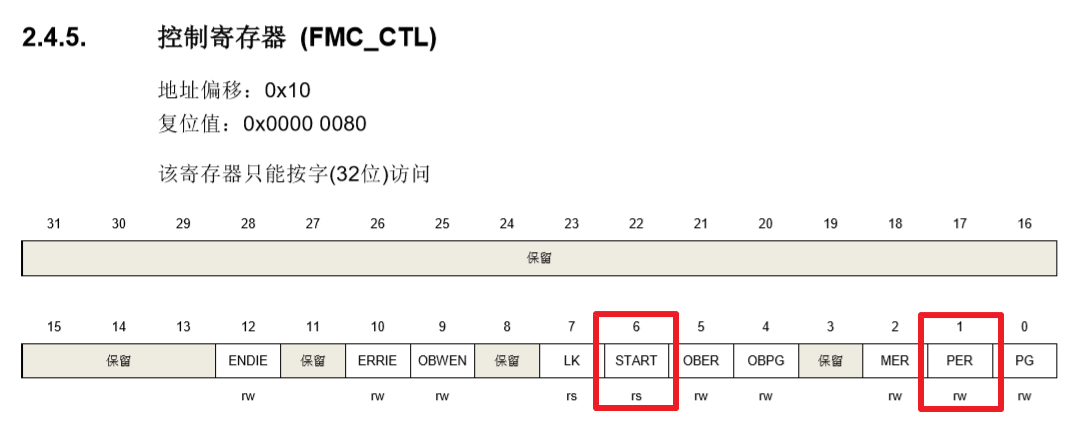 2.4.5. 控制寄存器 (FMC_CTL)
地址偏移：0x10
复位值：0x0000 0080
该寄存器只能按字(32位)访问
31 30 29 28 27 26 25 24 23 22 21 20 19 18 17 16
保留
15 14 13 12 11 10 9 8 7 6 5 4 3 2 1 0
保留 ENDIE 保留 ERRIE OBWEN 保留 LK START OBER OBPG 保留 MER PER PG
rw rw rw rs rs rw rw rw rw rw